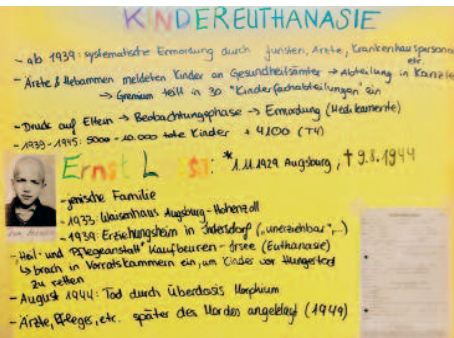 KINDEREUTHANASIE
- ab 1939: systematische Ermordung durch Juristen, Ärzte, Krankenhauspersonal
etc.
- Ärzte & Hebammen meldeten Kinder an Gesundheitsämter → Abteilung in Kanzlei
→ Gremium teilt in 30 "Kinderfachabteilungen" ein
- Druck auf Eltern → Beobachtungsphase → Ermordung (Medikamente)
- 1939-1945: 5000-10.000 tote Kinder + 4100 (T4)
Ernst L : *1.11.1929 Augsburg, † 9.8.1944
- jenische Familie
- 1933: Waisenhaus Augsburg-Hochzoll
- 1939: Erziehungsheim in Indersdorf ("unerziehbar",...)
- "Heil- und Pflegeanstalt" Kaufbeuren-Irsee (Euthanasie)
↳ brach in Vorratskammern ein, um Kinder vor Hungertod
zu retten
- August 1944: Tod durch Überdosis Morphium
- Ärzte, Pfleger, etc. später des Mordes angeklagt (1949)